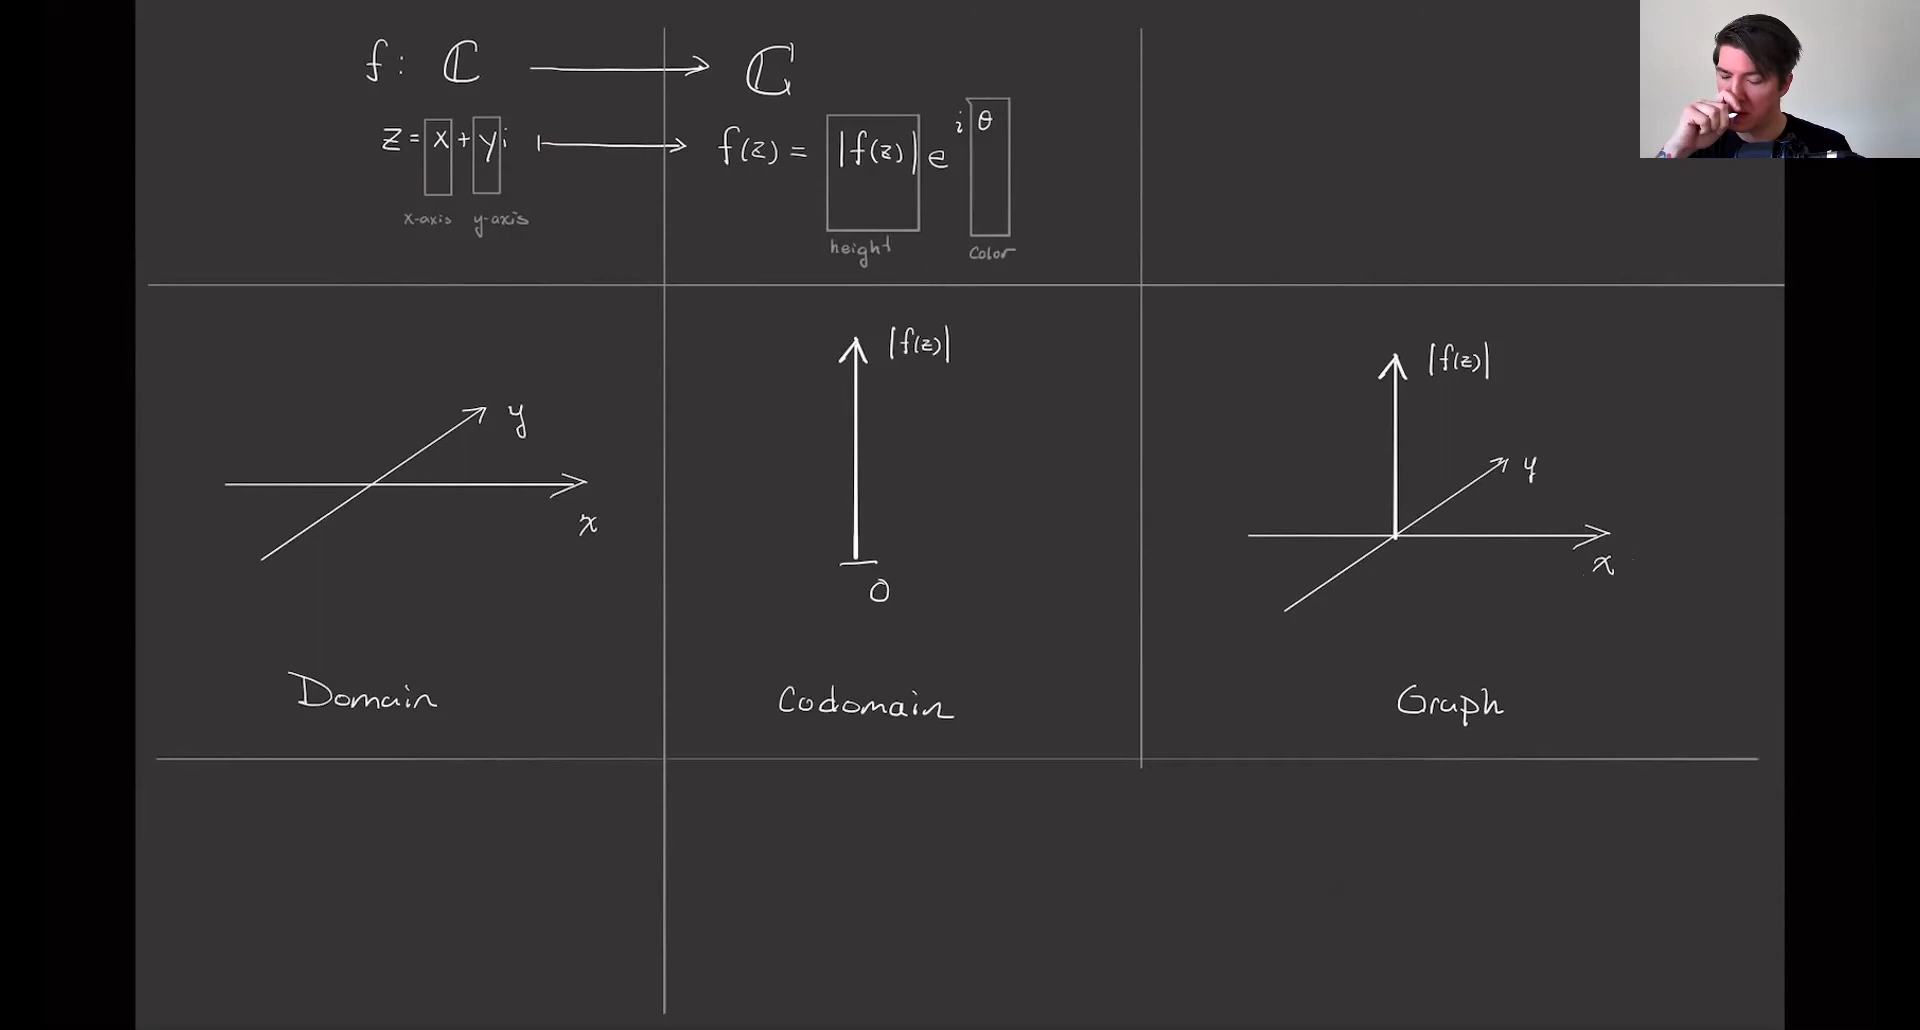 f: ℂ ⟶ ℂ
z = x + yi ⟼ f(z) = |f(z)| e^{iθ}
x-axis y-axis
height color
y
x
Domain
|f(z)|
0
Codomain
|f(z)|
y
x
Graph